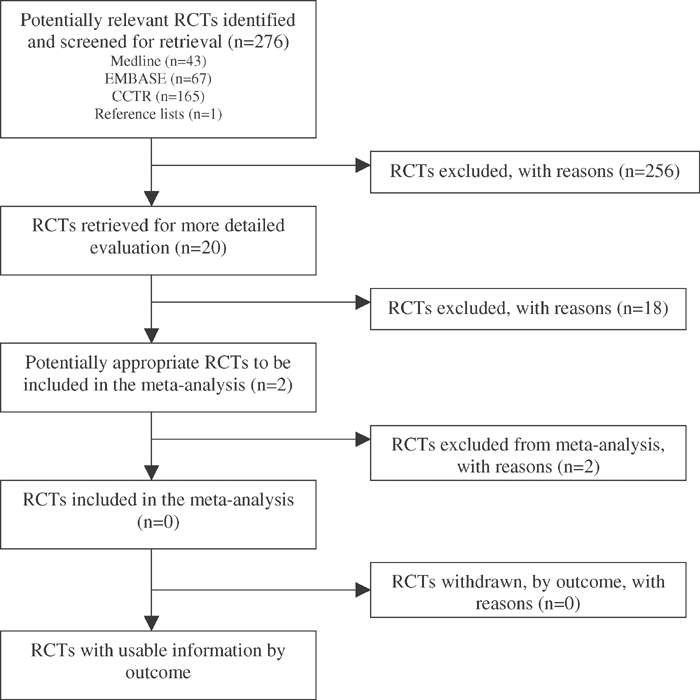 Potentially relevant RCTs identified
and screened for retrieval (n=276)
Medline (n=43)
EMBASE (n=67)
CCTR (n=165)
Reference lists (n=1)
RCTs excluded, with reasons (n=256)
RCTs retrieved for more detailed
evaluation (n=20)
RCTs excluded, with reasons (n=18)
Potentially appropriate RCTs to be
included in the meta-analysis (n=2)
RCTs excluded from meta-analysis,
with reasons (n=2)
RCTs included in the meta-analysis
(n=0)
RCTs withdrawn, by outcome, with
reasons (n=0)
RCTs with usable information by
outcome